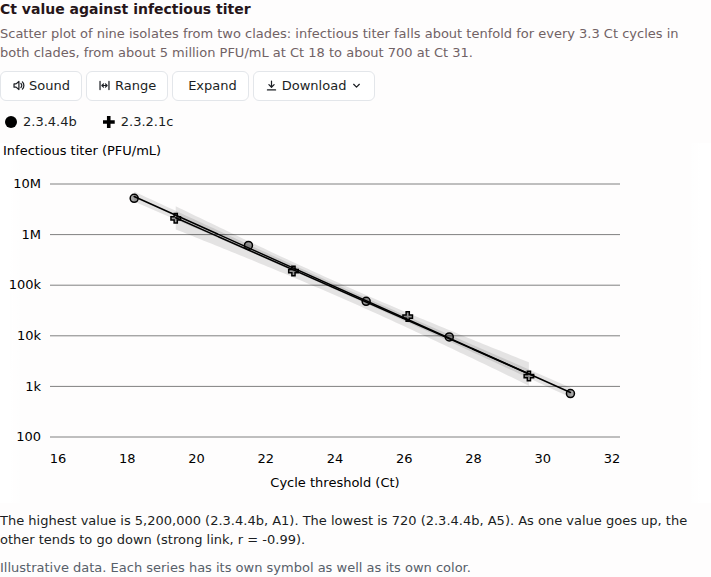 Ct value against infectious titer
Scatter plot of nine isolates from two clades: infectious titer falls about tenfold for every 3.3 Ct cycles in
both clades, from about 5 million PFU/mL at Ct 18 to about 700 at Ct 31.
Sound Range Expand Download
2.3.4.4b 2.3.2.1c
Infectious titer (PFU/mL)
10M
1M
100k
10k
1k
100
16 18 20 22 24 26 28 30 32
Cycle threshold (Ct)
The highest value is 5,200,000 (2.3.4.4b, A1). The lowest is 720 (2.3.4.4b, A5). As one value goes up, the
other tends to go down (strong link, r = -0.99).
Illustrative data. Each series has its own symbol as well as its own color.